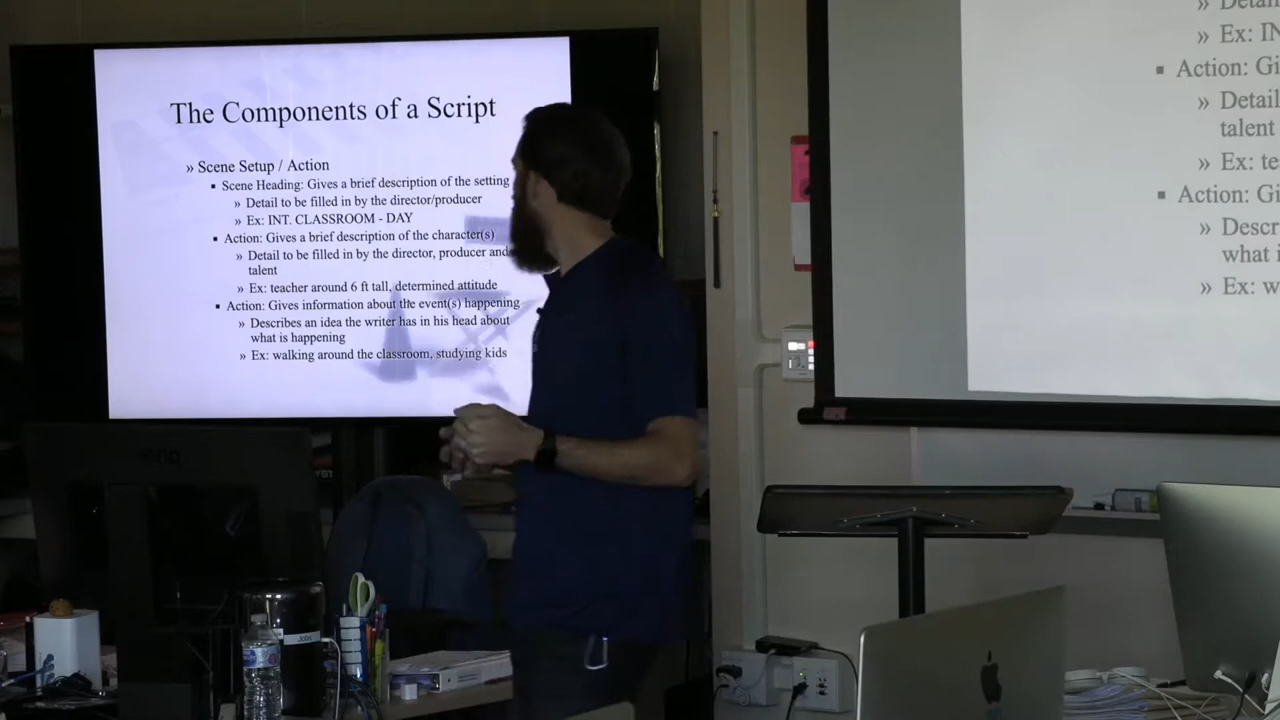 The Components of a Script
» Scene Setup / Action
▪ Scene Heading: Gives a brief description of the setting
» Detail to be filled in by the director/producer
» Ex: INT. CLASSROOM - DAY
▪ Action: Gives a brief description of the character(s)
» Detail to be filled in by the director, producer and
talent
» Ex: teacher around 6 ft tall, determined attitude
▪ Action: Gives information about the event(s) happening
» Describes an idea the writer has in his head about
what is happening
» Ex: walking around the classroom, studying kids
» Detail
» Ex: IN
▪ Action: Gi
» Detail
talent
» Ex: te
▪ Action: Gi
» Descr
what i
» Ex: w
Jobs